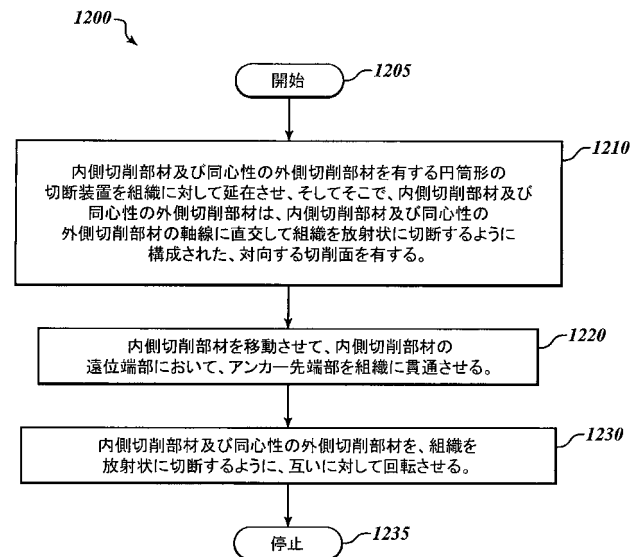 1200
開始
1205
1210
内側切削部材及び同心性の外側切削部材を有する円筒形の
切断装置を組織に対して延在させ、そしてそこで、内側切削部材及び
同心性の外側切削部材は、内側切削部材及び同心性の
外側切削部材の軸線に直交して組織を放射状に切断するように
構成された、対向する切削面を有する。
1220
内側切削部材を移動させて、内側切削部材の
遠位端部において、アンカー先端部を組織に貫通させる。
1230
内側切削部材及び同心性の外側切削部材を、組織を
放射状に切断するように、互いに対して回転させる。
停止
1235